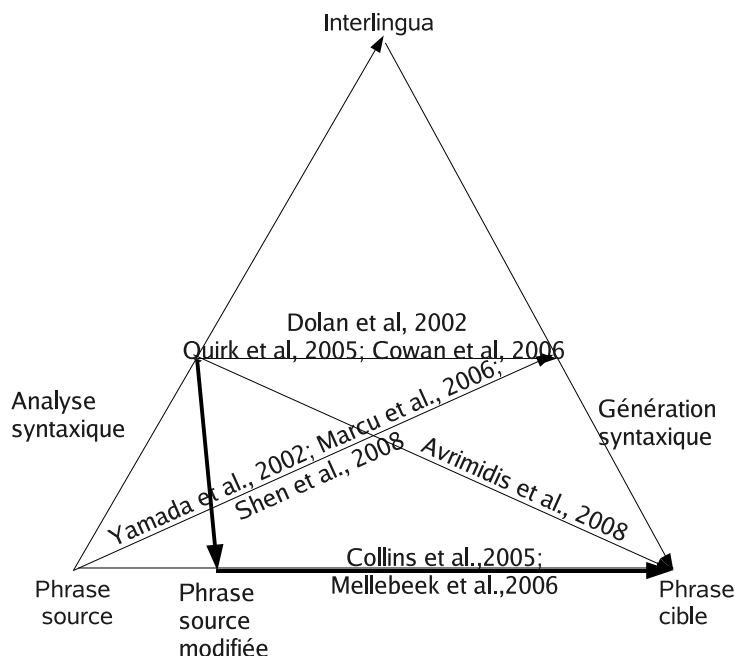 Interlingua
Dolan et al, 2002
Quirk et al, 2005; Cowan et al, 2006
Analyse
syntaxique
Génération
syntaxique
Yamada et al., 2002; Marcu et al., 2006;
Shen et al., 2008
Avrimidis et al., 2008
Collins et al.,2005;
Mellebeek et al.,2006
Phrase
source
Phrase
source
modifiée
Phrase
cible